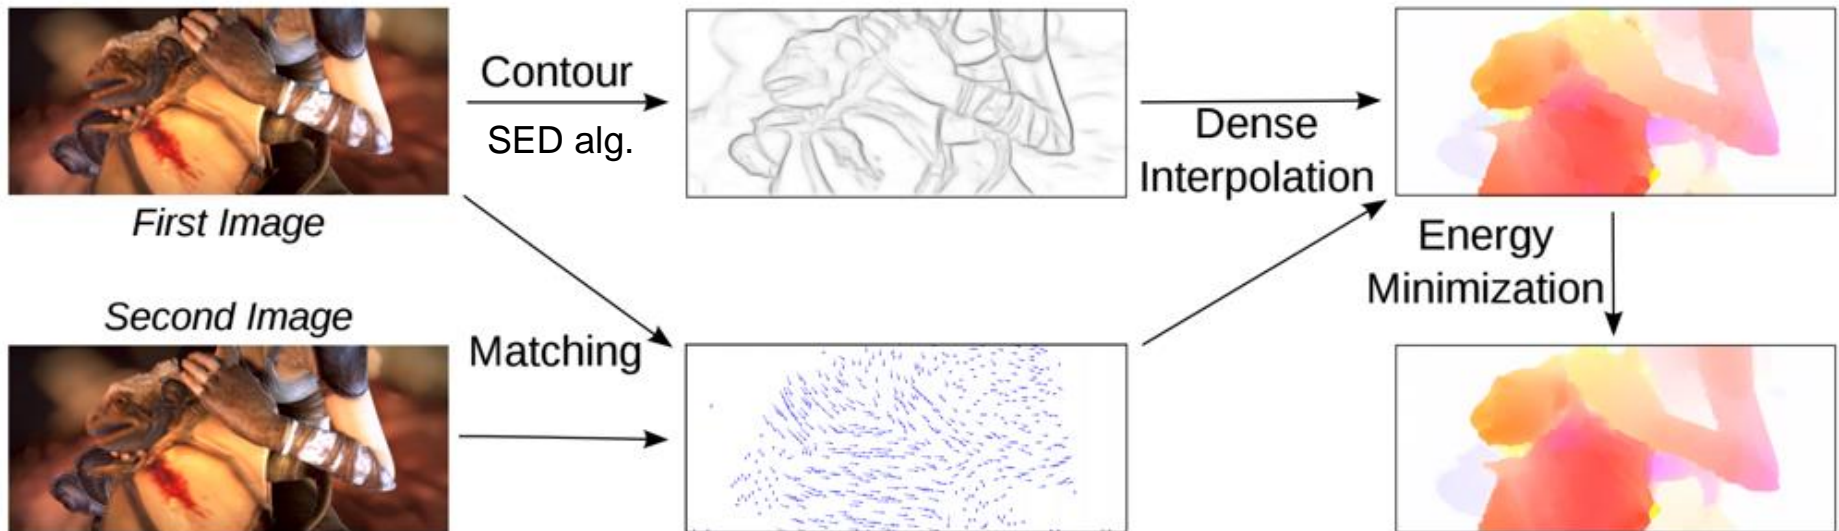 Contour
SED alg.
First Image
Dense
Interpolation
Energy
Minimization
Second Image
Matching